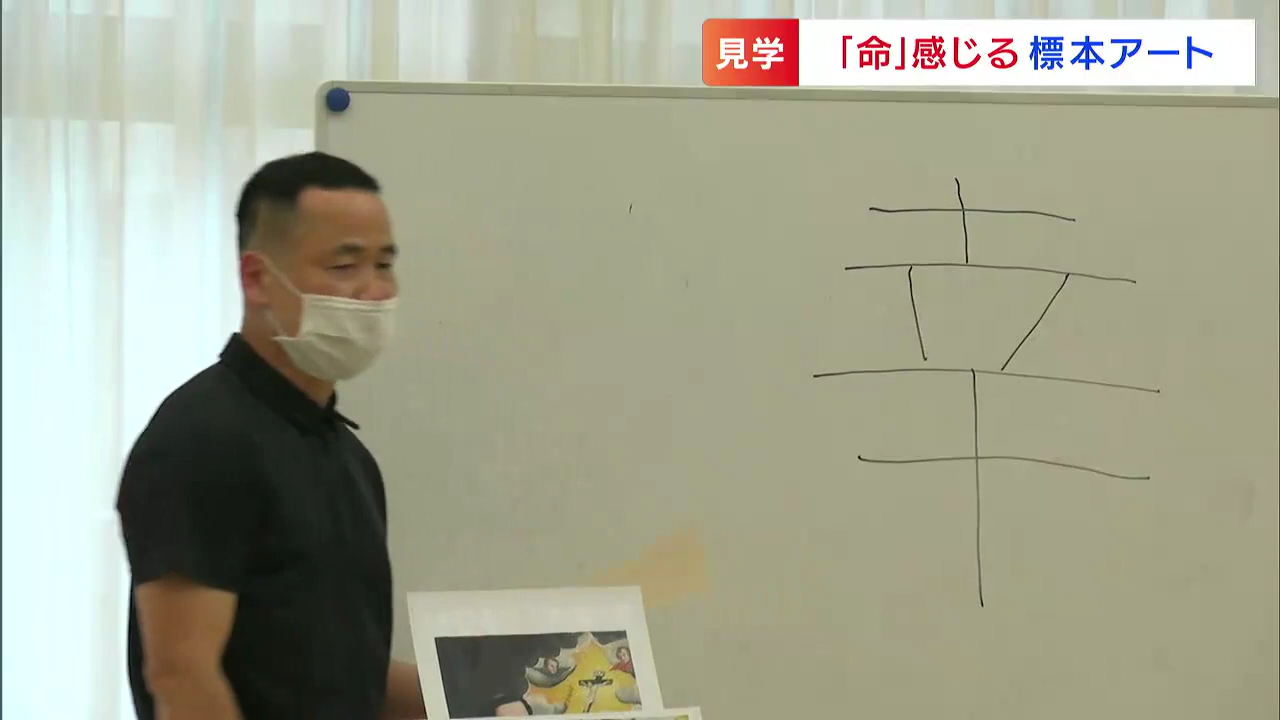 見学
「命」感じる 標本アート
幸